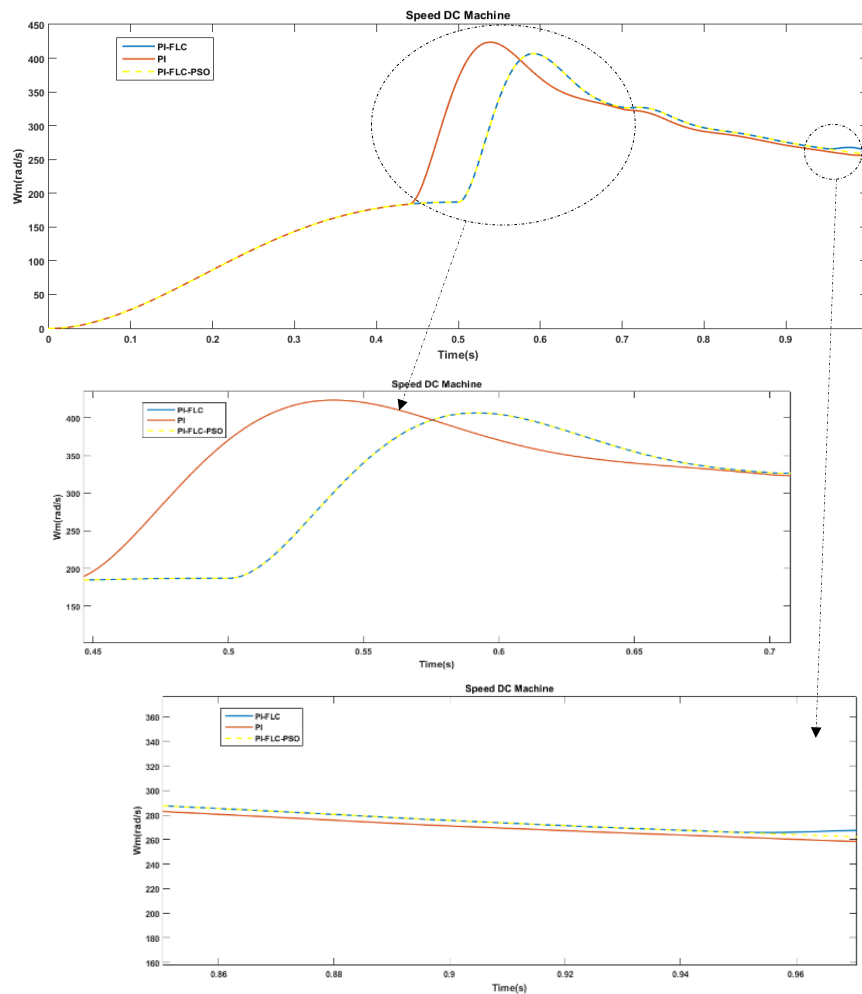 Speed DC Machine
PI-FLC
PI
PI-FLC-PSO
Wm(rad/s)
450
400
350
300
250
200
150
100
50
0
0 0.1 0.2 0.3 0.4 0.5 0.6 0.7 0.8 0.9
Time(s)
Speed DC Machine
PI-FLC
PI
PI-FLC-PSO
Wm(rad/s)
400
350
300
250
200
150
0.45 0.5 0.55 0.6 0.65 0.7
Time(s)
Speed DC Machine
PI-FLC
PI
PI-FLC-PSO
Wm(rad/s)
360
340
320
300
280
260
240
220
200
180
160
0.86 0.88 0.9 0.92 0.94 0.96
Time(s)